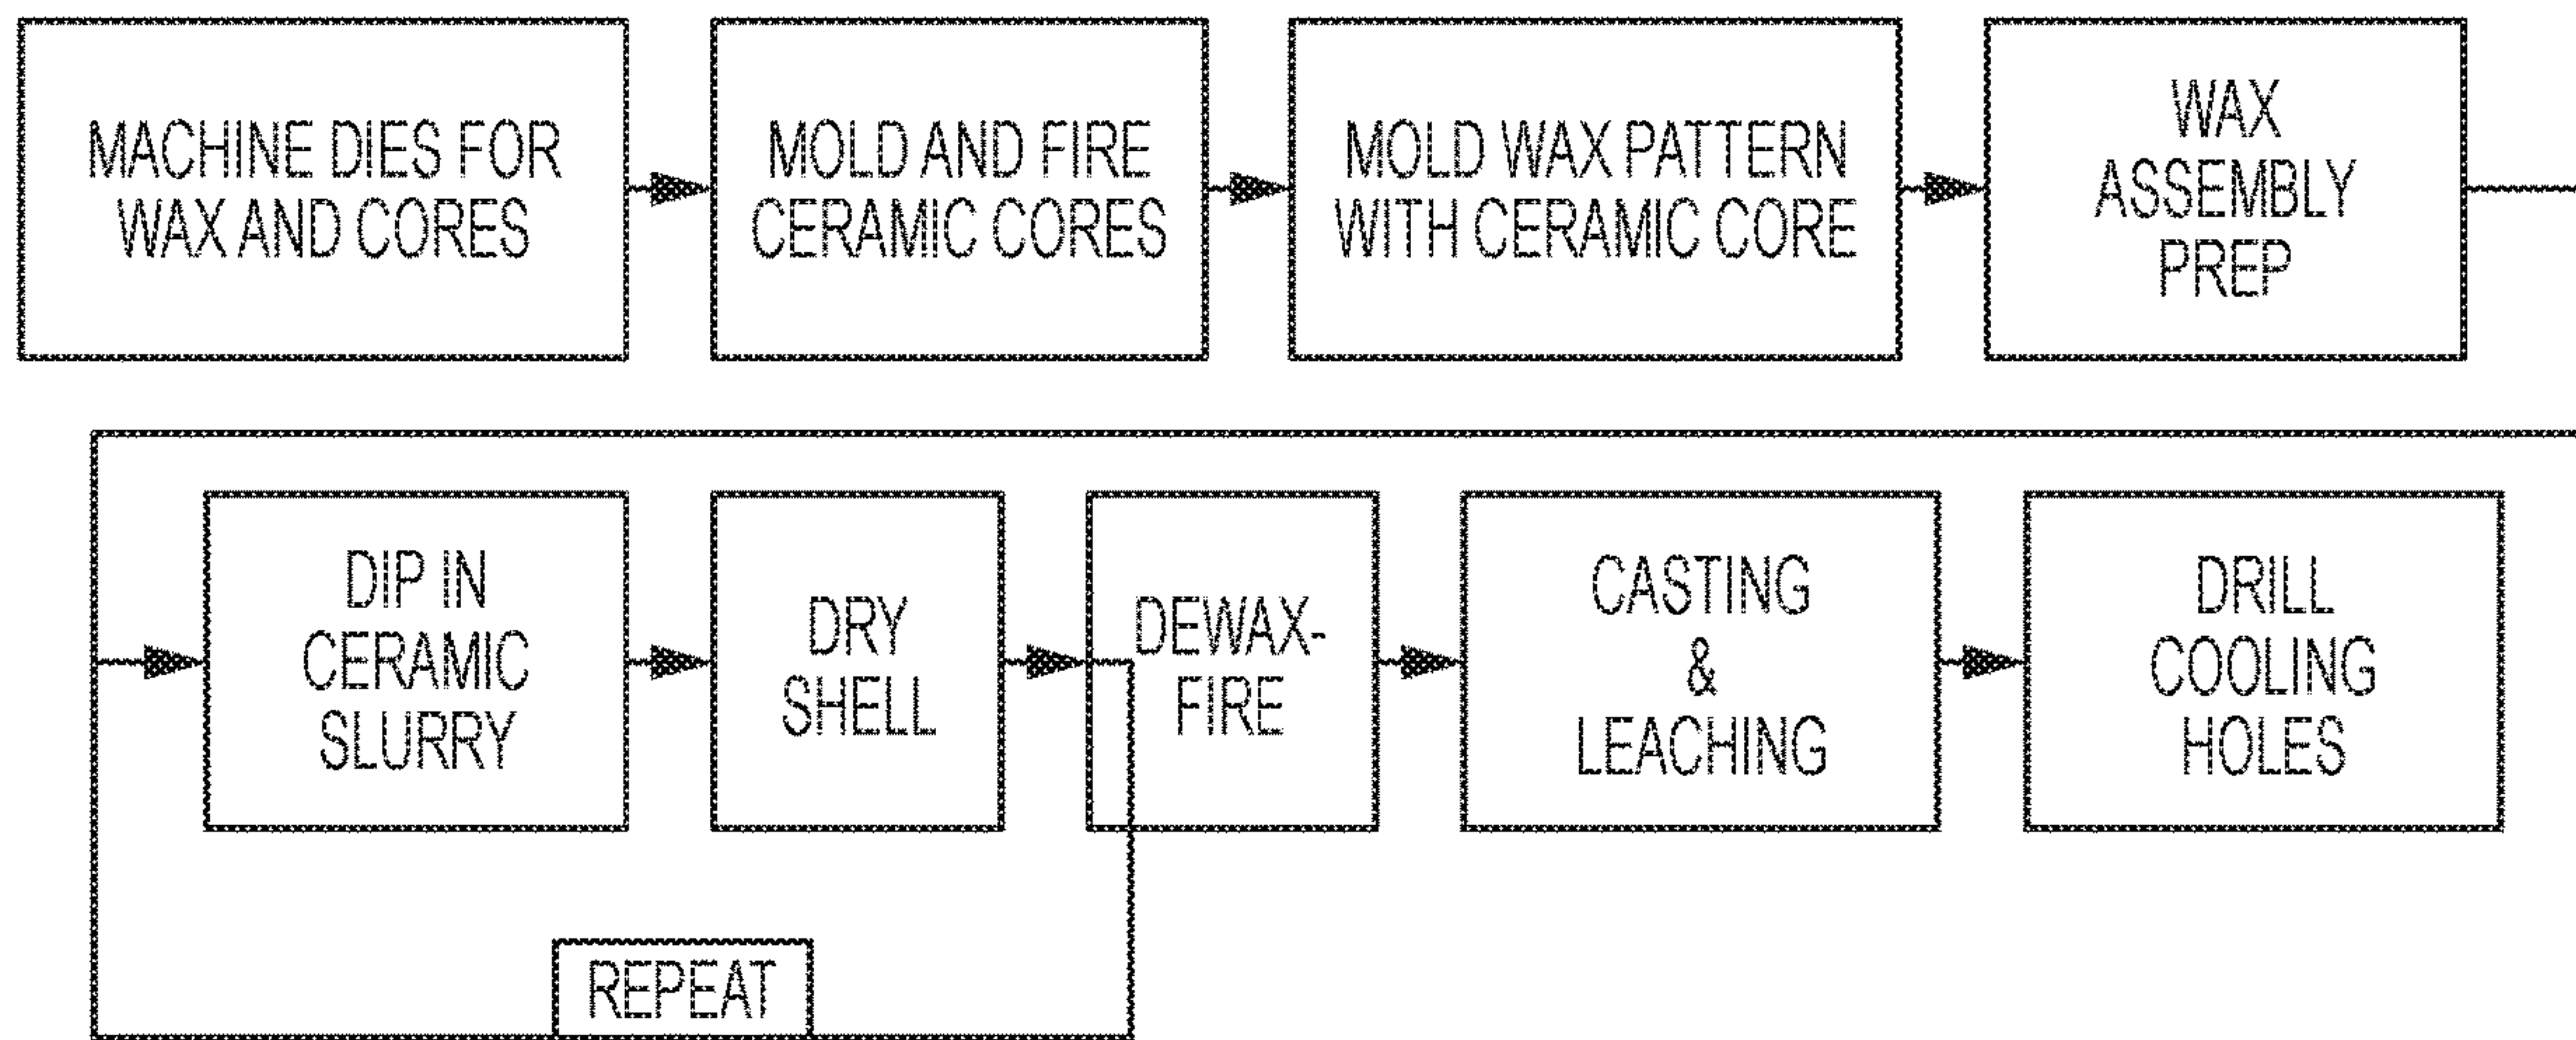 MACHINE DIES FOR
WAX AND CORES
MOLD AND FIRE
CERAMIC CORES
MOLD WAX PATTERN
WITH CERAMIC CORE
WAX
ASSEMBLY
PREP
DIP IN
CERAMIC
SLURRY
DRY
SHELL
DEWAX-
FIRE
CASTING
&
LEACHING
DRILL
COOLING
HOLES
REPEAT